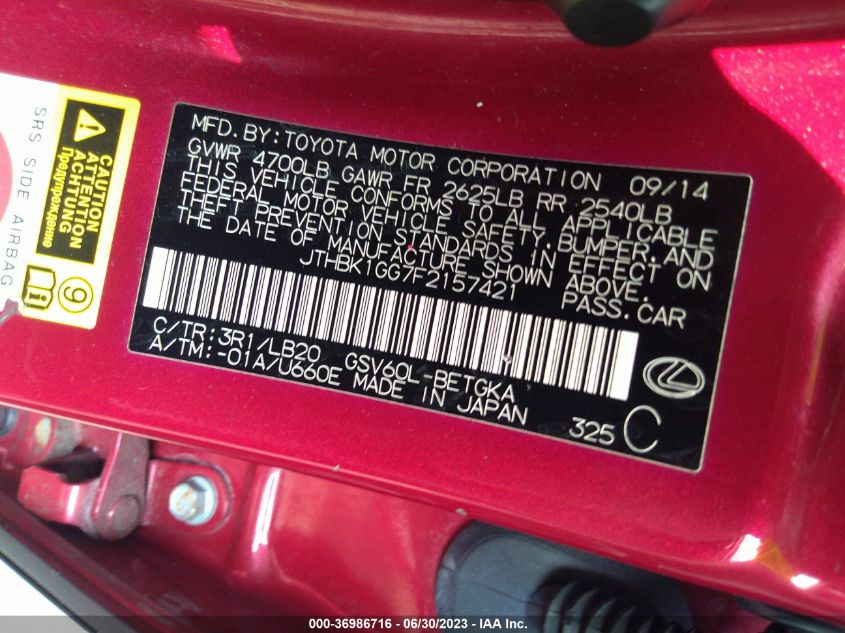 MFD.BY:TOYOTA MOTOR CORPORATION 09/14
GVWR 4700LB GAWR FR 2625LB RR 2540LB
THIS VEHICLE CONFORMS TO ALL APPLICABLE
FEDERAL MOTOR VEHICLE SAFETY,BUMPER,AND
THEFT PREVENTION STANDARDS IN EFFECT ON
THE DATE OF MANUFACTURE SHOWN ABOVE.
JTHBK1GG7F2157421 PASS.CAR
C/TR:3R1/LB20 GSV60L-BETGKA
A/TM:-01A/U660E MADE IN JAPAN 325 C
SRS SIDE AIRBAG
CAUTION
ATTENTION
ACHTUNG
Предупреждение
9
000-36986716 - 06/30/2023 - IAA Inc.